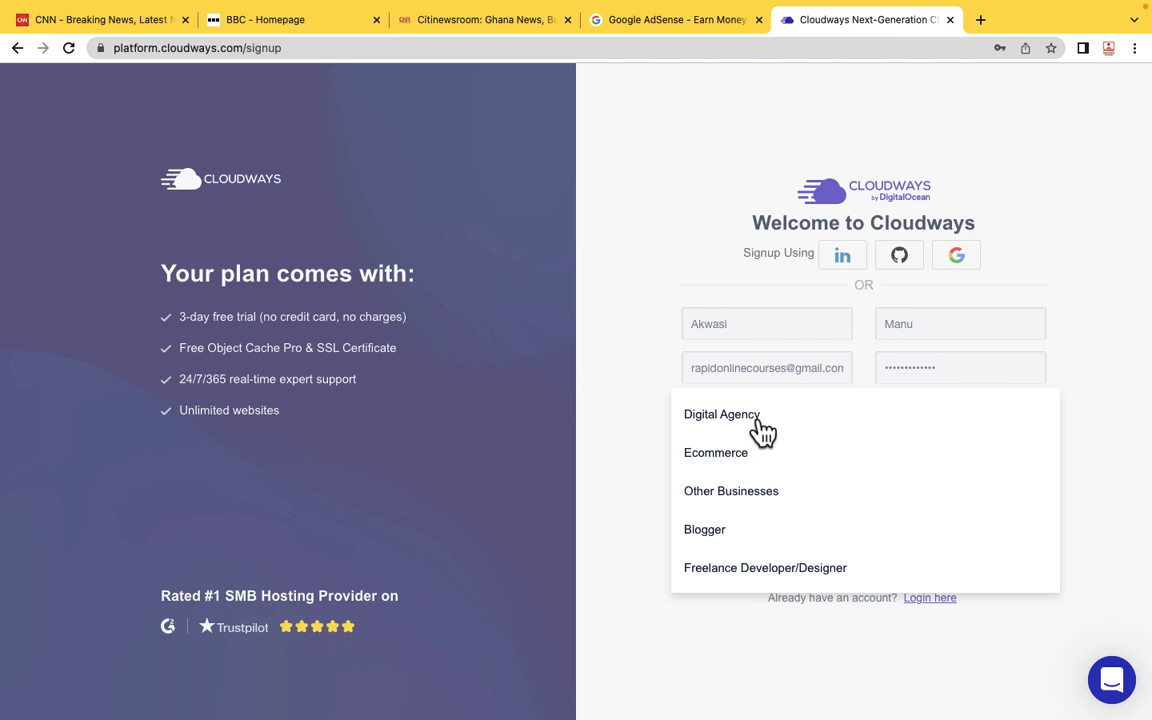 CNN - Breaking News, Latest N
BBC - Homepage
Citinewsroom: Ghana News, Bu
Google AdSense - Earn Money
Cloudways Next-Generation Cl
platform.cloudways.com/signup
CLOUDWAYS
Your plan comes with:
3-day free trial (no credit card, no charges)
Free Object Cache Pro & SSL Certificate
24/7/365 real-time expert support
Unlimited websites
Rated #1 SMB Hosting Provider on
Trustpilot
CLOUDWAYS
by DigitalOcean
Welcome to Cloudways
Signup Using
OR
Akwasi
Manu
rapidonlinecourses@gmail.com
Digital Agency
Ecommerce
Other Businesses
Blogger
Freelance Developer/Designer
Already have an account? Login here